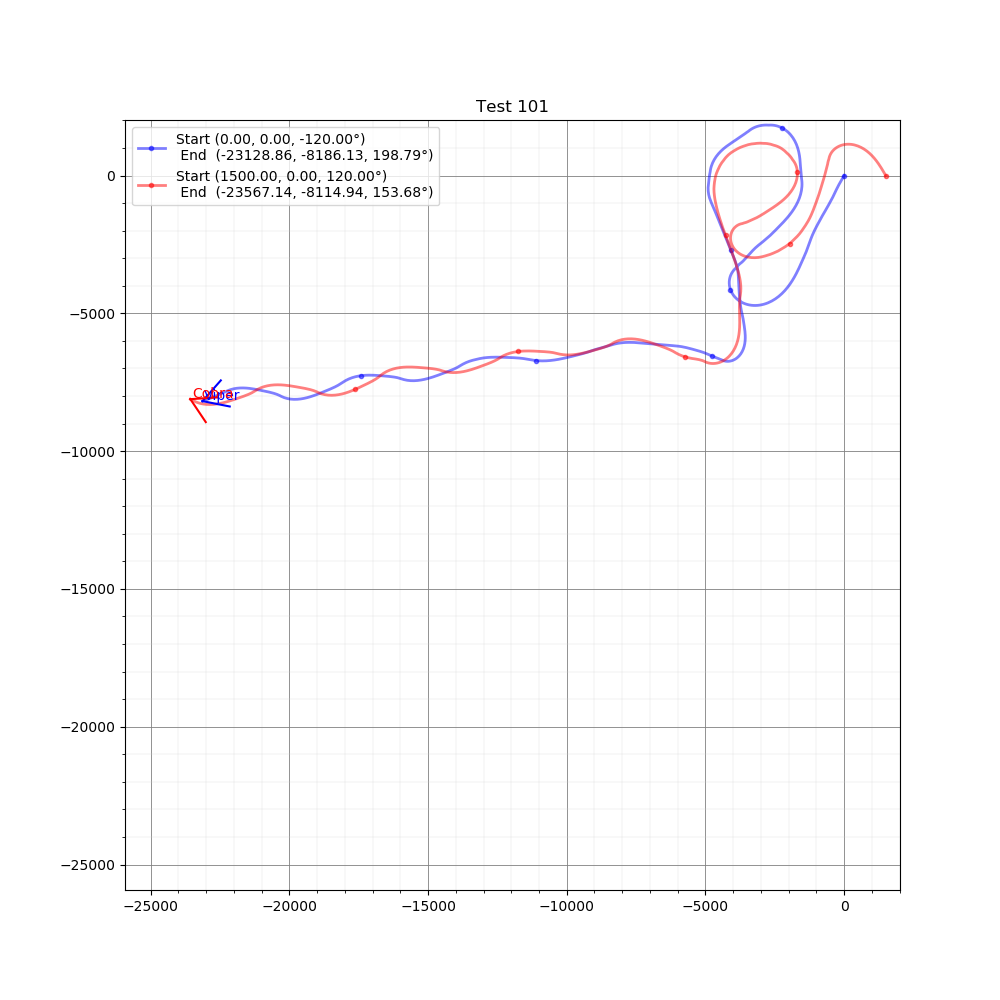 Test 101
Start (0.00, 0.00, -120.00°)
End (-23128.86, -8186.13, 198.79°)
Start (1500.00, 0.00, 120.00°)
End (-23567.14, -8114.94, 153.68°)
0
−5000
−10000
−15000
−20000
−25000
Cobra
Viper
−25000
−20000
−15000
−10000
−5000
0